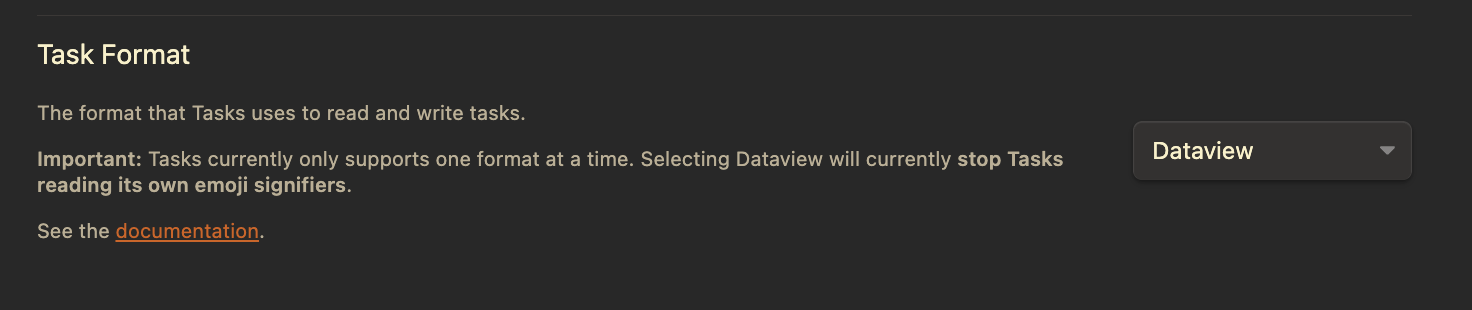 Task Format
The format that Tasks uses to read and write tasks.
Important: Tasks currently only supports one format at a time. Selecting Dataview will currently stop Tasks
reading its own emoji signifiers.
See the documentation.
Dataview